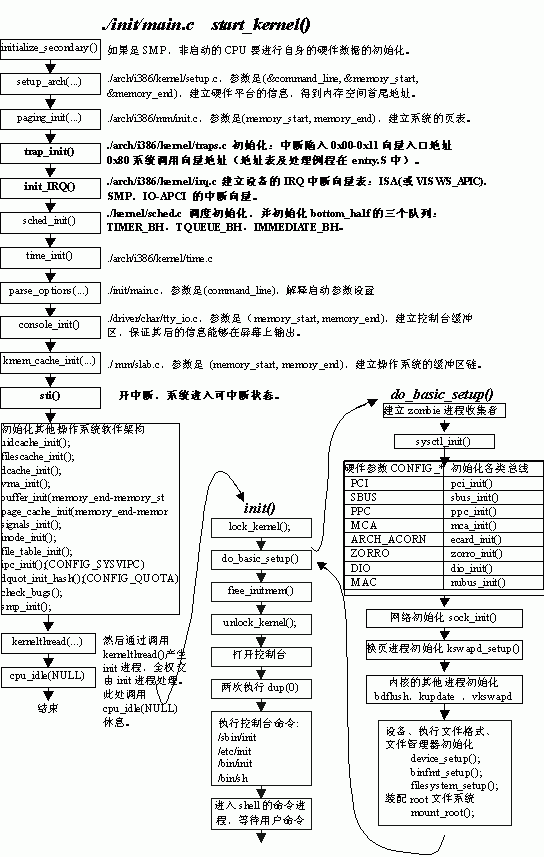 ./init/main.c start_kernel()
initialize_secondary()
如果是 SMP，非启动的 CPU 要进行自身的硬件数据的初始化。
setup_arch(...)
./arch/i386/kernel/setup.c，参数是(&command_line, &memory_start,
&memory_end)，建立硬件平台的信息，得到内存空间首尾地址。
paging_init(...)
./arch/i386/mm/init.c，参数是(memory_start, memory_end)，建立系统的页表。
trap_init()
./arch/i386/kernel/traps.c 初始化：中断陷入 0x00-0x11 向量入口地址
0x80 系统调用向量地址（地址表及处理例程在 entry.S 中）。
init_IRQ()
./arch/i386/kernel/irq.c 建立设备的 IRQ 中断向量表：ISA(或 VISWS_APIC)，
SMP，IO-APCI 的中断向量。
sched_init()
./kernel/sched.c 调度初始化，并初始化 bottom_half 的三个队列：
TIMER_BH，TQUEUE_BH，IMMEDIATE_BH。
time_init()
./arch/i386/kernel/time.c
parse_options(...)
./init/main.c，参数是(command_line)，解释启动参数设置
console_init()
./driver/char/tty_io.c，参数是（memory_start, memory_end)，建立控制台缓冲
区，保证其后的信息能够在屏幕上输出。
kmem_cache_init(...)
./mm/slab.c，参数是 (memory_start, memory_end)，建立操作系统的缓冲区链。
sti()
开中断，系统进入可中断状态。
初始化其他操作系统软件架构
uidcache_init();
filescache_init();
dcache_init();
vma_init();
buffer_init(memory_end-memory_st
page_cache_init(memory_end-memor
signals_init();
inode_init();
file_table_init();
ipc_init();(CONFIG_SYSVIPC)
dquot_init_hash();(CONFIG_QUOTA)
check_bugs();
smp_init();
kernelthread(...)
cpu_idle(NULL)
结束
然后通过调用
kernelthread()产生
init 进程，全权交
由 init 进程处理。
此处调用
cpu_idle(NULL)
休息。
init()
lock_kernel();
do_basic_setup()
free_initmem()
unlock_kernel();
打开控制台
两次执行 dup(0)
执行控制台命令：
/sbin/init
/etc/init
/bin/init
/bin/sh
进入 shell 的命令进
程，等待用户命令
do_basic_setup()
建立 zombie 进程收集者
sysctl_init()
硬件参数 CONFIG_* 初始化各类总线
PCI pci_init()
SBUS sbus_init()
PPC ppc_init()
MCA mca_init()
ARCH_ACORN ecard_init()
ZORRO zorro_init()
DIO dio_init()
MAC nubus_init()
网络初始化 sock_init()
换页进程初始化 kswapd_setup()
内核的其他进程初始化
bdflush，kupdate ，vkswapd
设备、执行文件格式、
文件管理器初始化
device_setup();
binfmt_setup();
filesystem_setup();
装配 root 文件系统
mount_root();